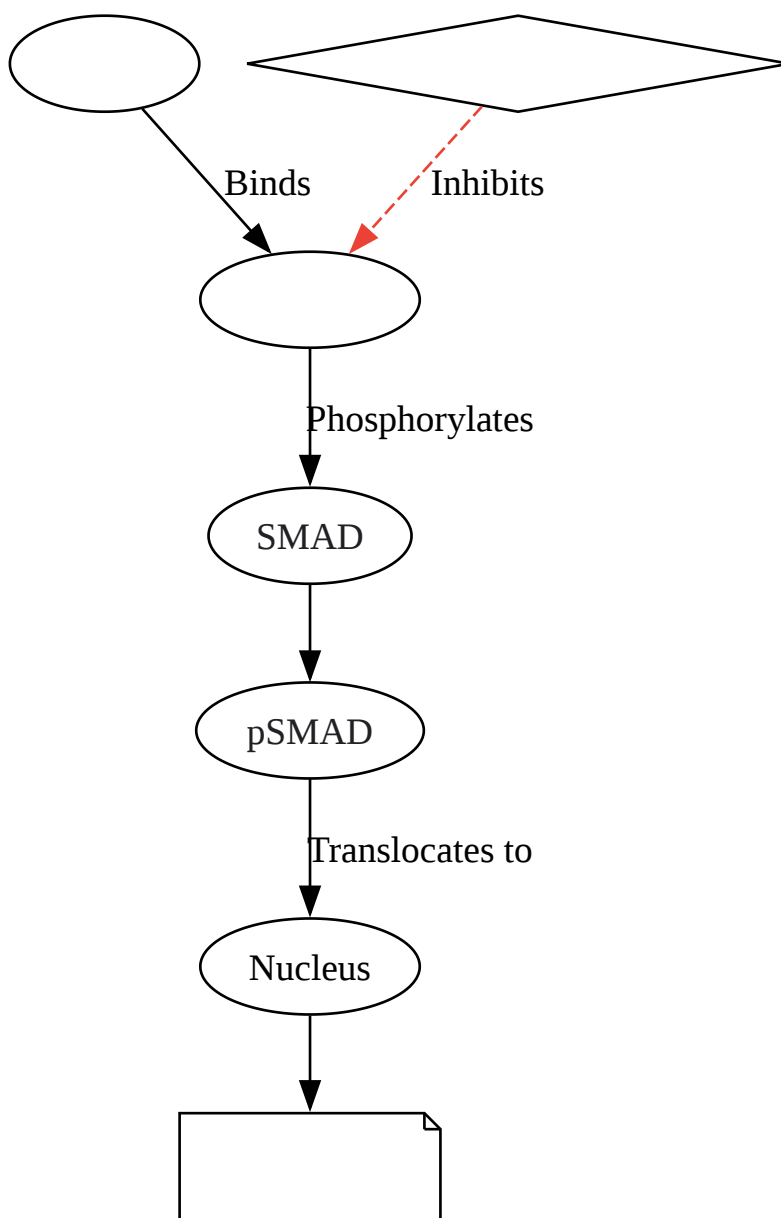 Binds
Inhibits
Phosphorylates
SMAD
pSMAD
Translocates to
Nucleus